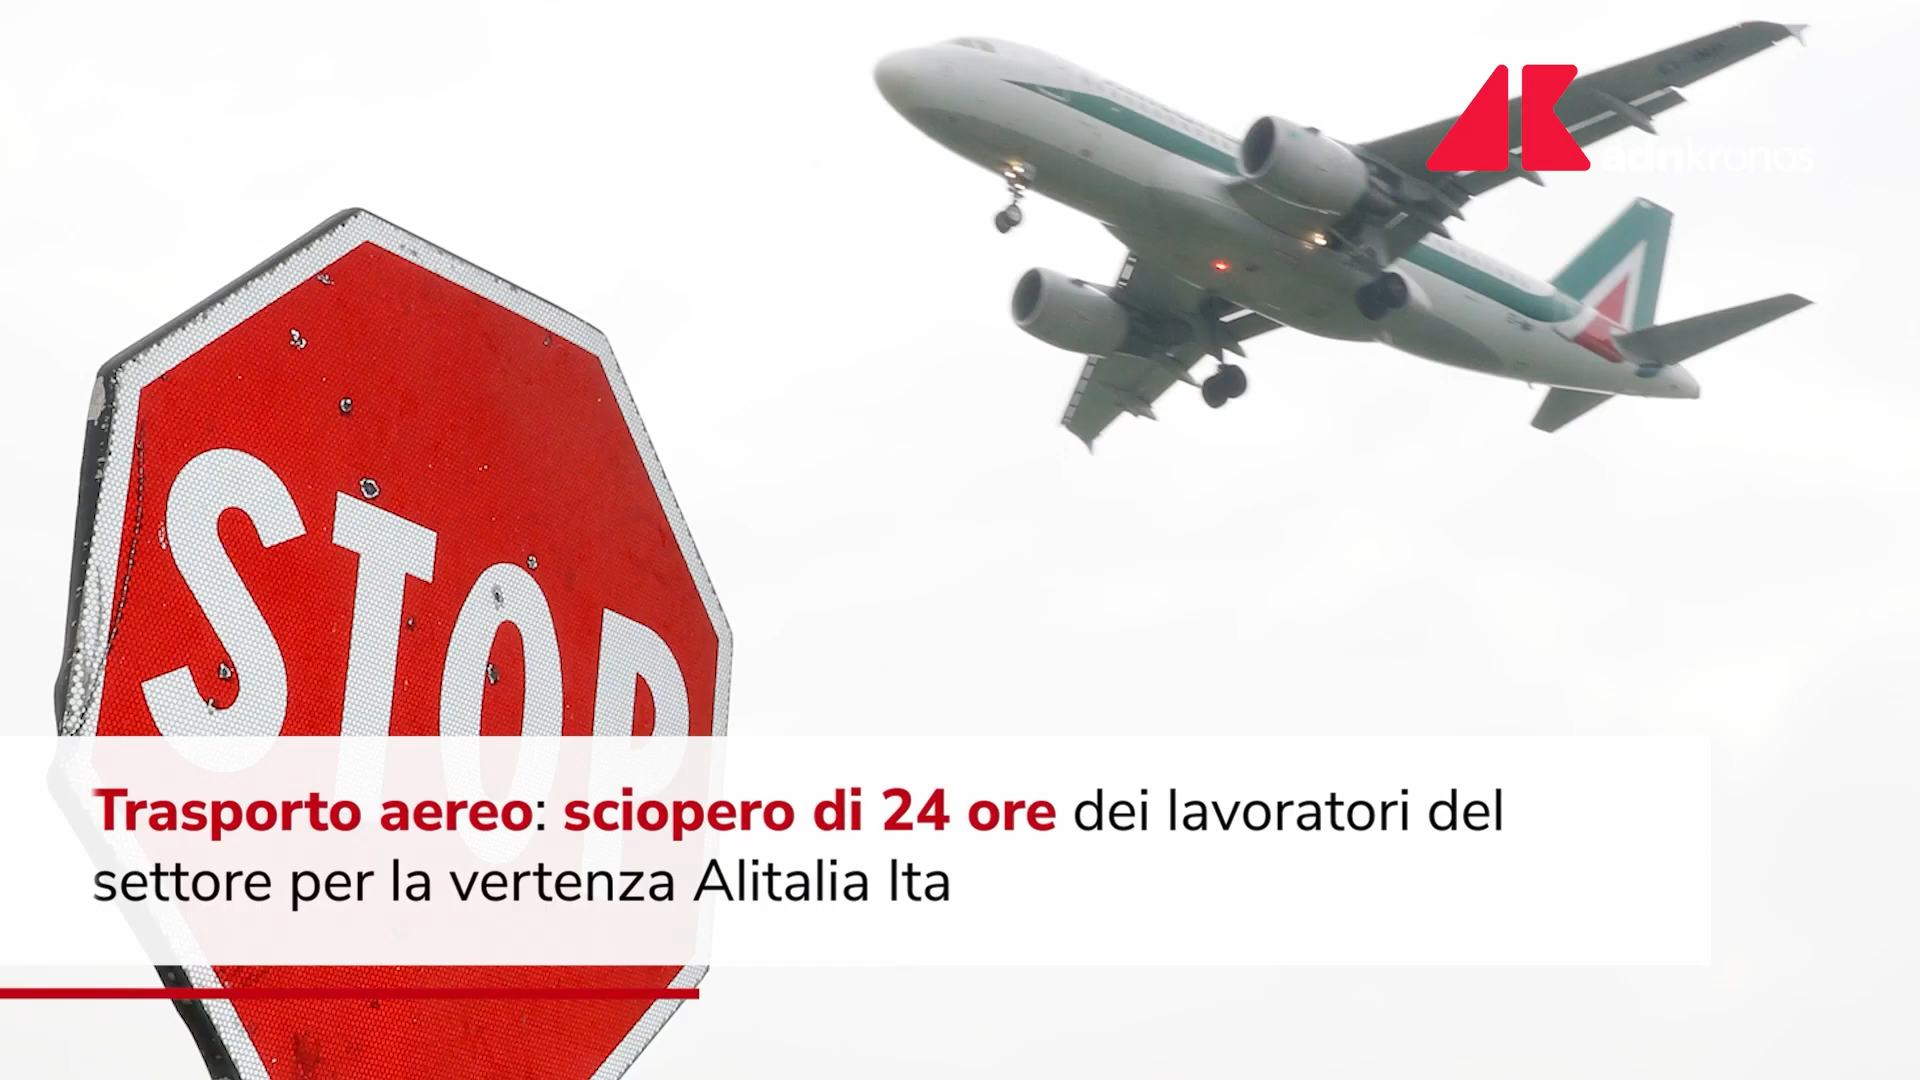 adnkronos
STOP
Trasporto aereo: sciopero di 24 ore dei lavoratori del
settore per la vertenza Alitalia Ita